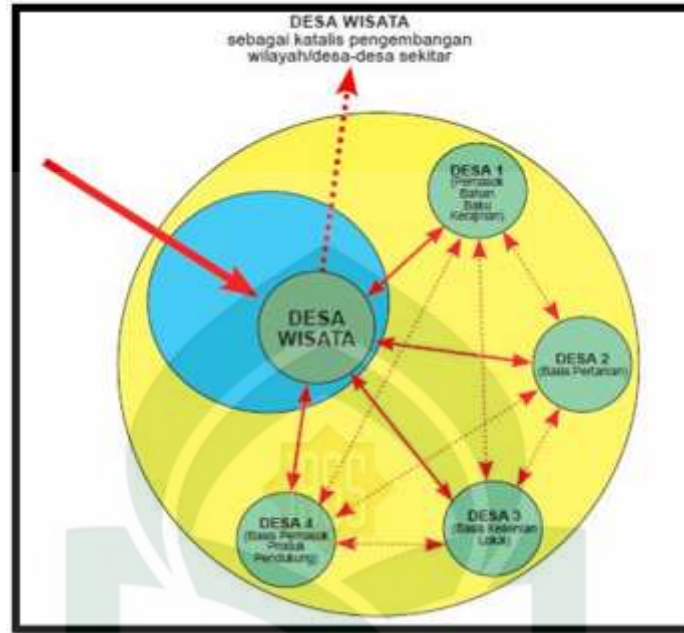 DESA WISATA
sebagai katalis pengembangan
wilayah/desa-desa sekitar
DESA 1
(Pemasok
Bahan
Baku
Kerajinan)
DESA
WISATA
DESA 2
(Basis Pertanian)
DESA 3
(Basis Kesenian
Lokal)
DESA 4
(Basis Pemasok
Produk
Pendukung)